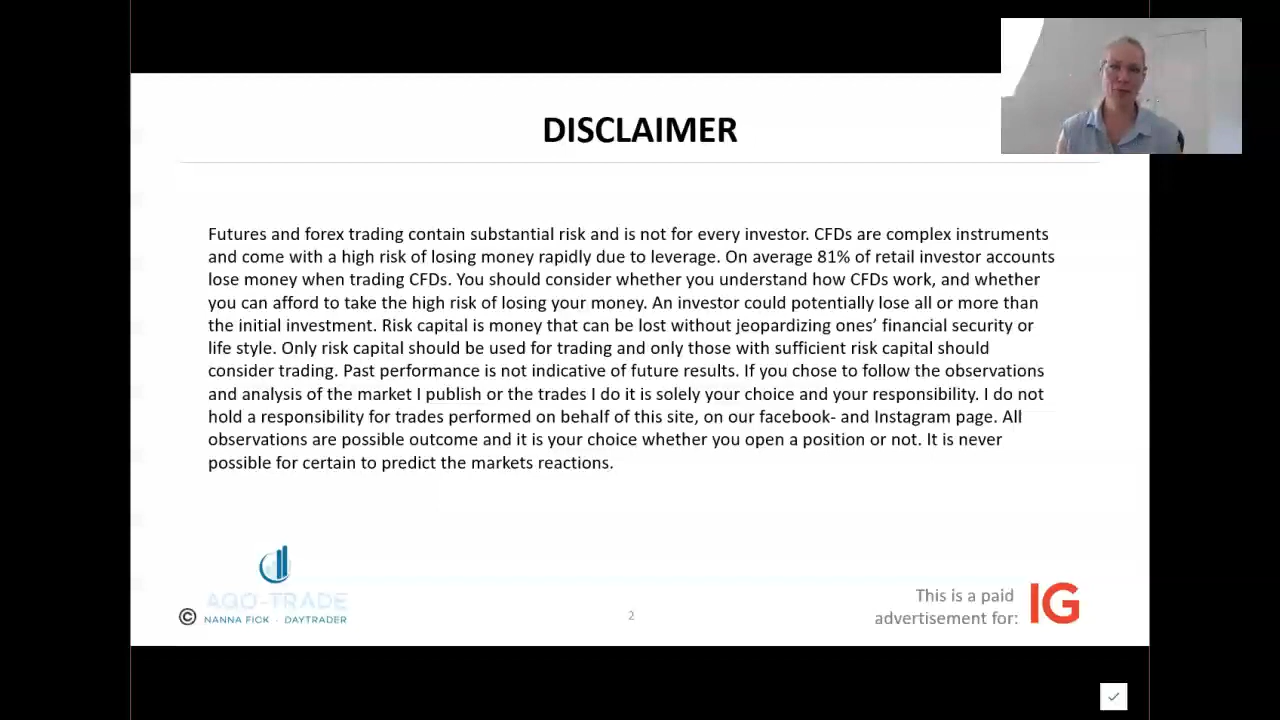 DISCLAIMER
Futures and forex trading contain substantial risk and is not for every investor. CFDs are complex instruments
and come with a high risk of losing money rapidly due to leverage. On average 81% of retail investor accounts
lose money when trading CFDs. You should consider whether you understand how CFDs work, and whether
you can afford to take the high risk of losing your money. An investor could potentially lose all or more than
the initial investment. Risk capital is money that can be lost without jeopardizing ones’ financial security or
life style. Only risk capital should be used for trading and only those with sufficient risk capital should
consider trading. Past performance is not indicative of future results. If you chose to follow the observations
and analysis of the market I publish or the trades I do it is solely your choice and your responsibility. I do not
hold a responsibility for trades performed on behalf of this site, on our facebook- and Instagram page. All
observations are possible outcome and it is your choice whether you open a position or not. It is never
possible for certain to predict the markets reactions.
AQO-TRADE
© NANNA FICK · DAYTRADER
2
This is a paid
advertisement for:
IG